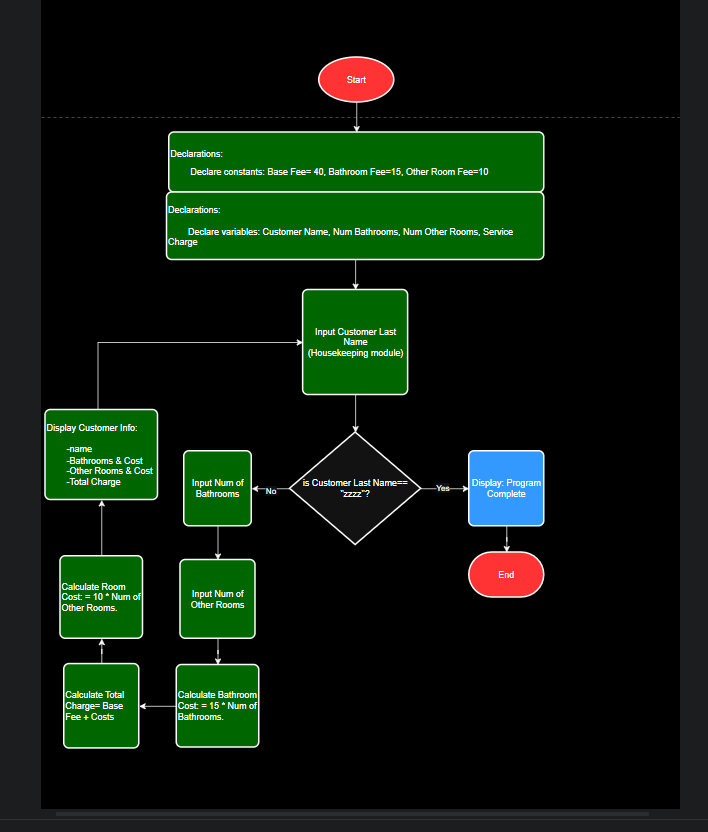 Start
Declarations:
Declare constants: Base Fee= 40, Bathroom Fee=15, Other Room Fee=10
Declarations:
Declare variables: Customer Name, Num Bathrooms, Num Other Rooms, Service
Charge
Input Customer Last
Name
(Housekeeping module)
is Customer Last Name==
"zzzz"?
Yes
Display: Program
Complete
End
No
Input Num of
Bathrooms
Input Num of
Other Rooms
Calculate Bathroom
Cost: = 15 * Num of
Bathrooms.
Calculate Total
Charge= Base
Fee + Costs
Calculate Room
Cost: = 10 * Num of
Other Rooms.
Display Customer Info:
-name
-Bathrooms & Cost
-Other Rooms & Cost
-Total Charge